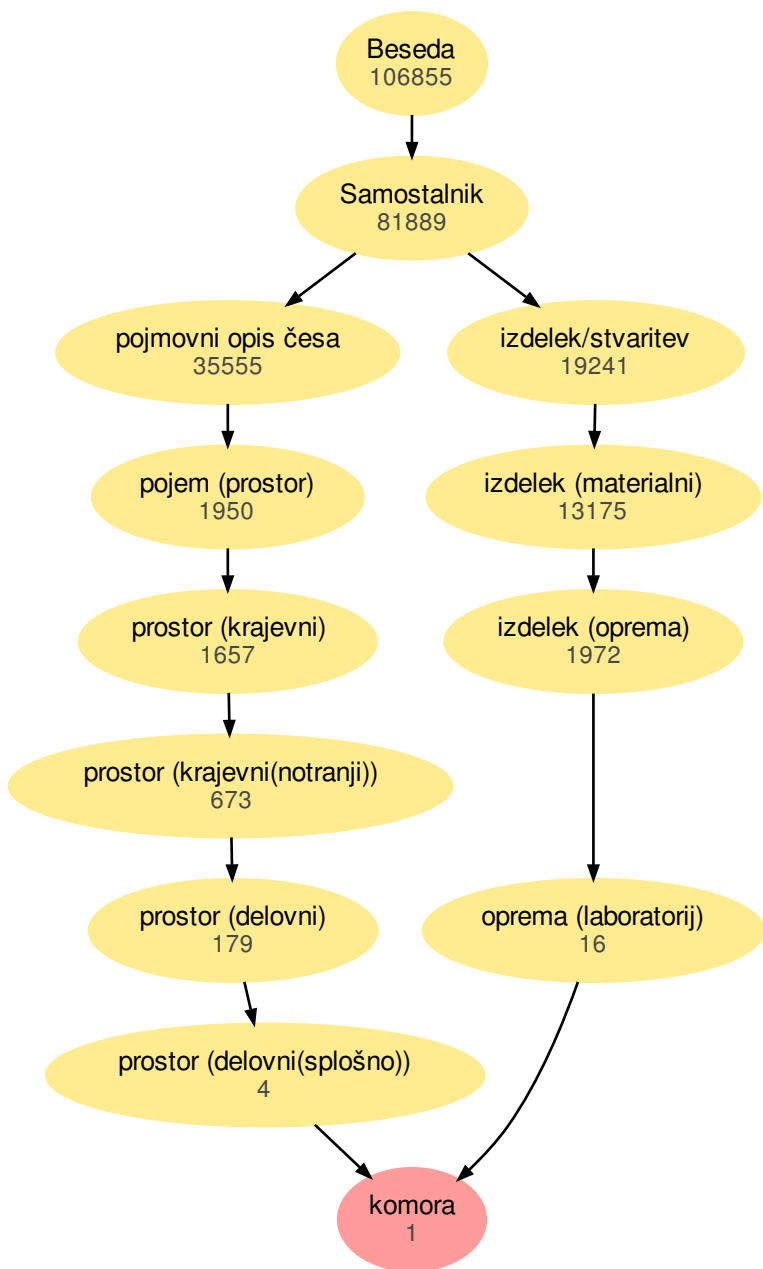 Beseda
106855
Samostalnik
81889
pojmovni opis česa
35555
izdelek/stvaritev
19241
pojem (prostor)
1950
izdelek (materialni)
13175
prostor (krajevni)
1657
izdelek (oprema)
1972
prostor (krajevni(notranji))
673
prostor (delovni)
179
oprema (laboratorij)
16
prostor (delovni(splošno))
4
komora
1